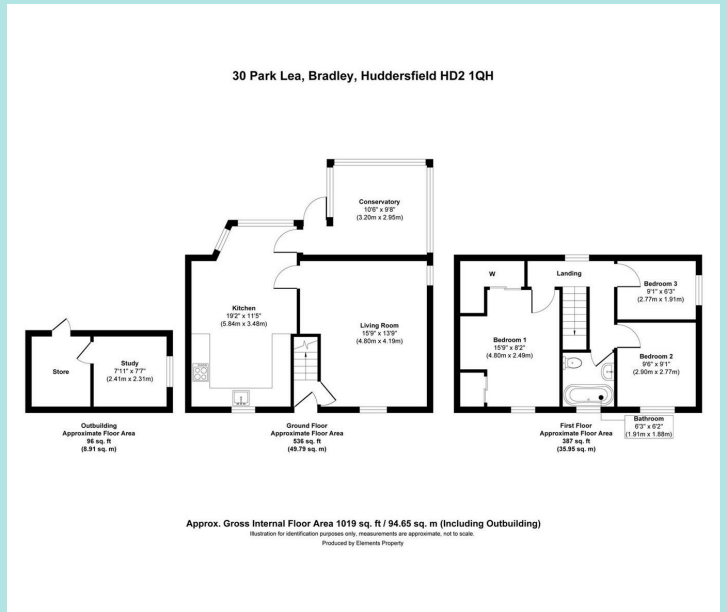 30 Park Lea, Bradley, Huddersfield HD2 1QH
Conservatory
10'6" x 9'8"
(3.20m x 2.95m)
Kitchen
19'2" x 11'5"
(5.84m x 3.48m)
Living Room
15'9" x 13'9"
(4.80m x 4.19m)
W
Landing
Bedroom 3
9'1" x 6'3"
(2.77m x 1.91m)
Bedroom 1
15'9" x 8'2"
(4.80m x 2.49m)
Bedroom 2
9'6" x 9'1"
(2.90m x 2.77m)
Store
Study
7'11" x 7'7"
(2.41m x 2.31m)
Outbuilding
Approximate Floor Area
96 sq. ft
(8.91 sq. m)
Ground Floor
Approximate Floor Area
536 sq. ft
(49.79 sq. m)
First Floor
Approximate Floor Area
387 sq. ft
(35.95 sq. m)
Bathroom
6'3" x 6'2"
(1.91m x 1.88m)
Approx. Gross Internal Floor Area 1019 sq. ft / 94.65 sq. m (Including Outbuilding)
Illustration for identification purposes only, measurements are approximate, not to scale.
Produced by Elements Property